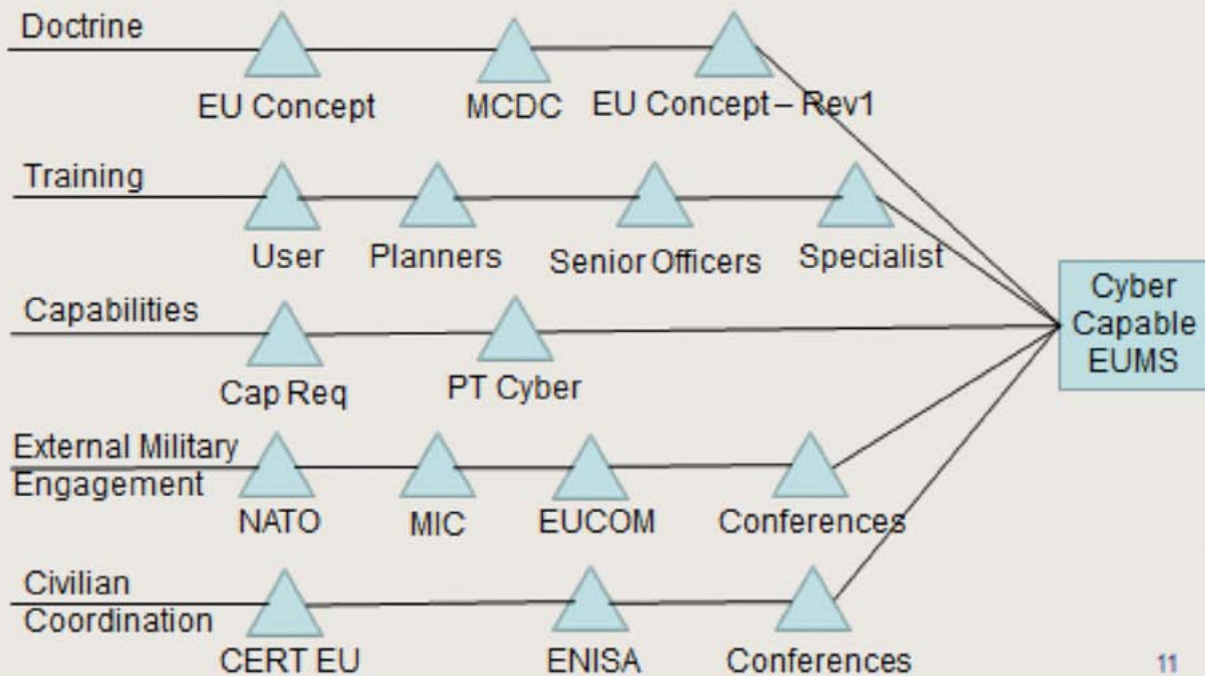 Doctrine
EU Concept
MCDC
EU Concept – Rev1
Training
User
Planners
Senior Officers
Specialist
Capabilities
Cap Req
PT Cyber
External Military
Engagement
NATO
MIC
EUCOM
Conferences
Civilian
Coordination
CERT EU
ENISA
Conferences
Cyber
Capable
EUMS
11